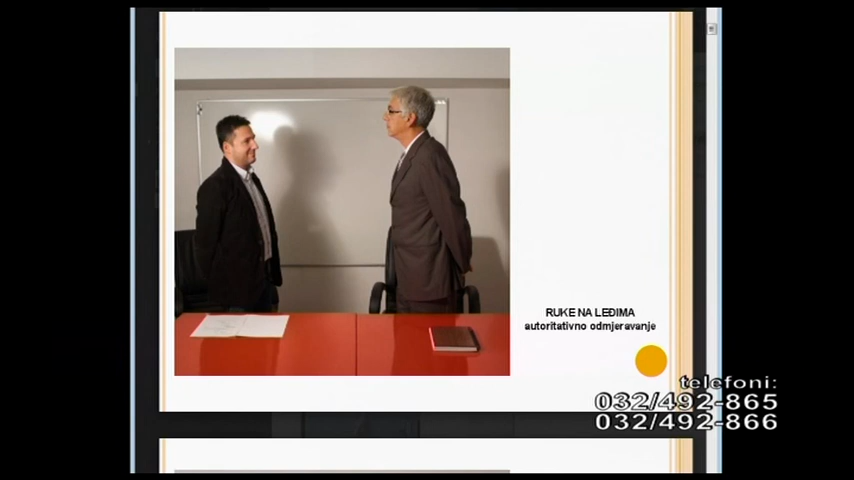 RUKE NA LEĐIMA
autoritativno odmjeravanje
telefoni:
032/492-865
032/492-866